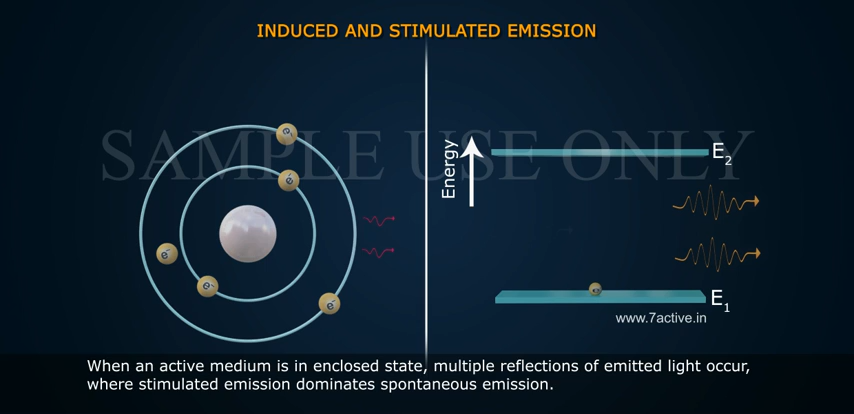 INDUCED AND STIMULATED EMISSION
SAMPLE USE ONLY
e⁻
e⁻
e⁻
e⁻
e⁻
Energy
E₂
E₁
e⁻
www.7active.in
When an active medium is in enclosed state, multiple reflections of emitted light occur,
where stimulated emission dominates spontaneous emission.